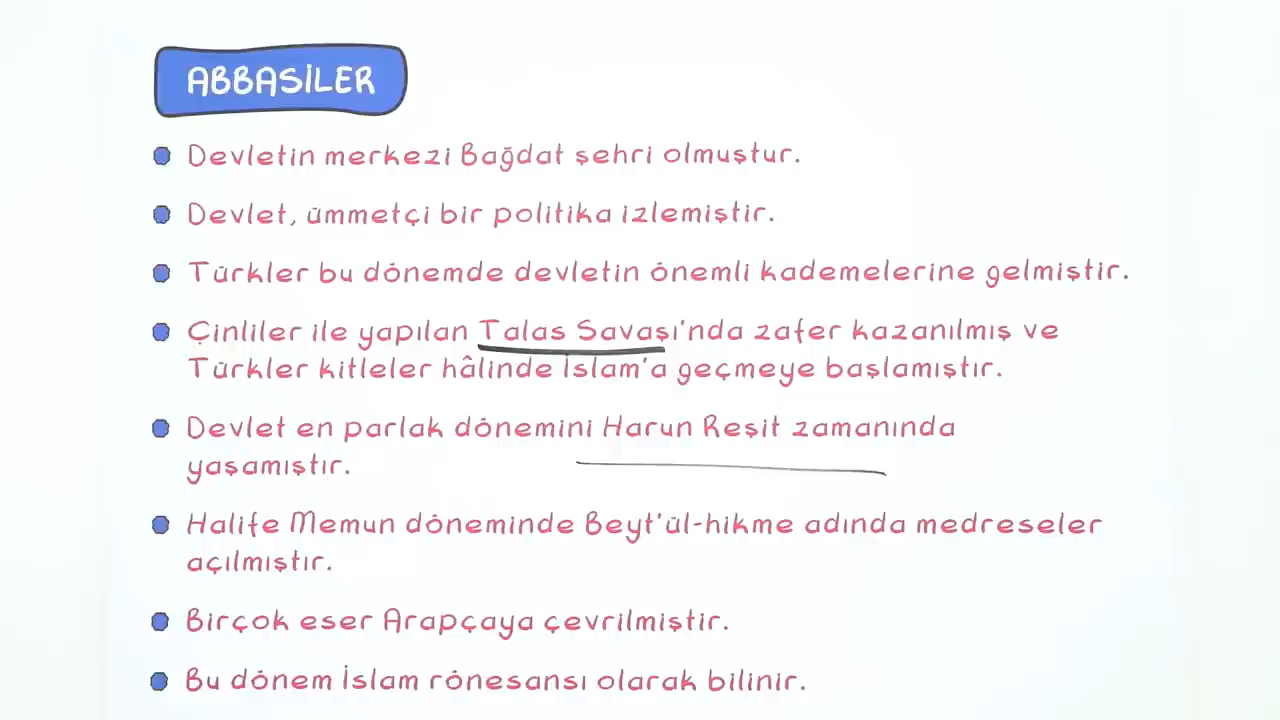 ABBASİLER
Devletin merkezi Bağdat şehri olmuştur.
Devlet, ümmetçi bir politika izlemiştir.
Türkler bu dönemde devletin önemli kademelerine gelmiştir.
Çinliler ile yapılan Talas Savaşı'nda zafer kazanılmış ve
Türkler kitleler hâlinde İslam'a geçmeye başlamıştır.
Devlet en parlak dönemini Harun Reşit zamanında
yaşamıştır.
Halife Memun döneminde Beyt'ül-hikme adında medreseler
açılmıştır.
Birçok eser Arapçaya çevrilmiştir.
Bu dönem İslam rönesansı olarak bilinir.